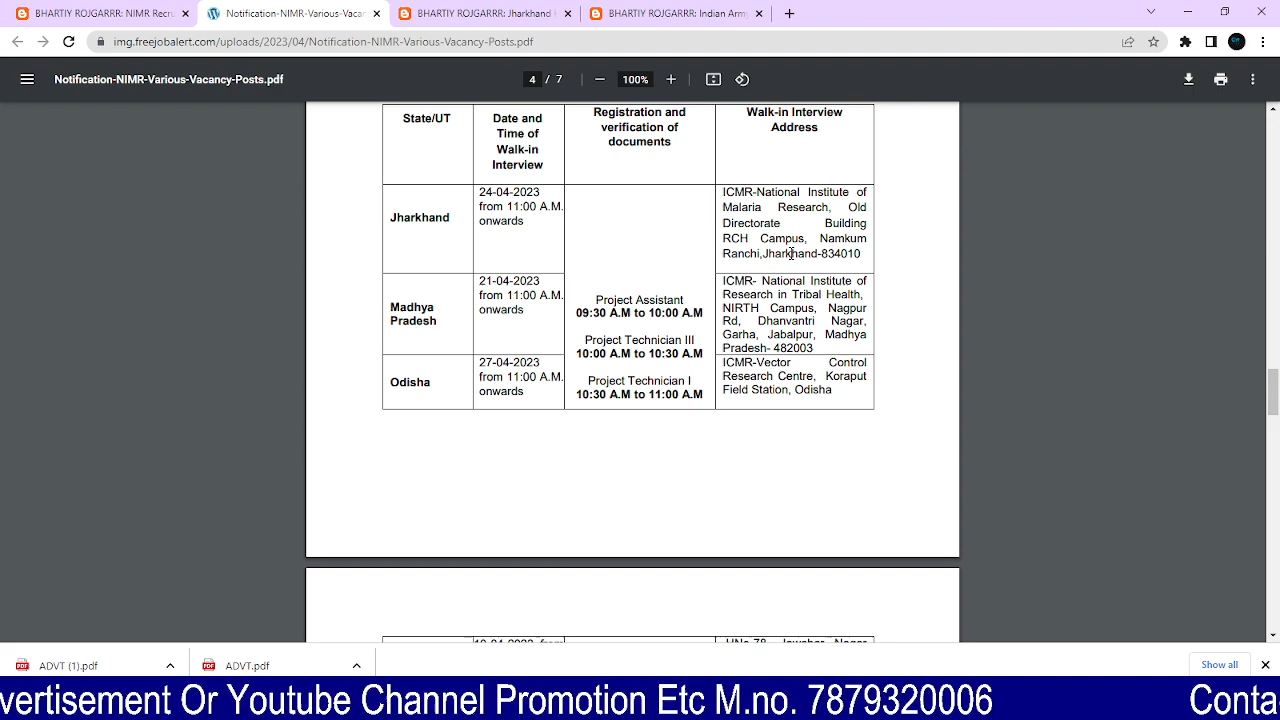 BHARTIY ROJGARRR: NIMR Recru
Notification-NIMR-Various-Vacan
BHARTIY ROJGARRR: Jharkhand
BHARTIY ROJGARRR: Indian Army
img.freejobalert.com/uploads/2023/04/Notification-NIMR-Various-Vacancy-Posts.pdf
Notification-NIMR-Various-Vacancy-Posts.pdf
4 / 7
100%
State/UT
Date and
Time of
Walk-in
Interview
Registration and
verification of
documents
Walk-in Interview
Address
Jharkhand
24-04-2023
from 11:00 A.M.
onwards
ICMR-National Institute of
Malaria Research, Old
Directorate Building
RCH Campus, Namkum
Ranchi,Jharkhand-834010
Madhya
Pradesh
21-04-2023
from 11:00 A.M.
onwards
Project Assistant
09:30 A.M to 10:00 A.M
Project Technician III
10:00 A.M to 10:30 A.M
Project Technician I
10:30 A.M to 11:00 A.M
ICMR- National Institute of
Research in Tribal Health,
NIRTH Campus, Nagpur
Rd, Dhanvantri Nagar,
Garha, Jabalpur, Madhya
Pradesh- 482003
Odisha
27-04-2023
from 11:00 A.M.
onwards
ICMR-Vector Control
Research Centre, Koraput
Field Station, Odisha
ADVT (1).pdf
ADVT.pdf
Show all
vertisement Or Youtube Channel Promotion Etc M.no. 7879320006
Conta